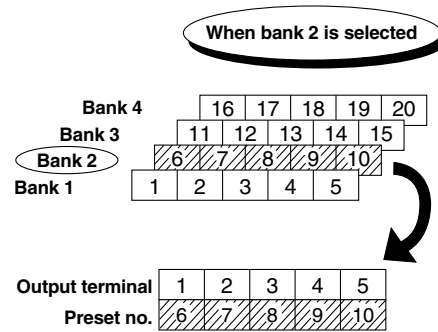 When bank 2 is selected
Bank 4 16 17 18 19 20
Bank 3 11 12 13 14 15
Bank 2 6 7 8 9 10
Bank 1 1 2 3 4 5
Output terminal 1 2 3 4 5
Preset no. 6 7 8 9 10